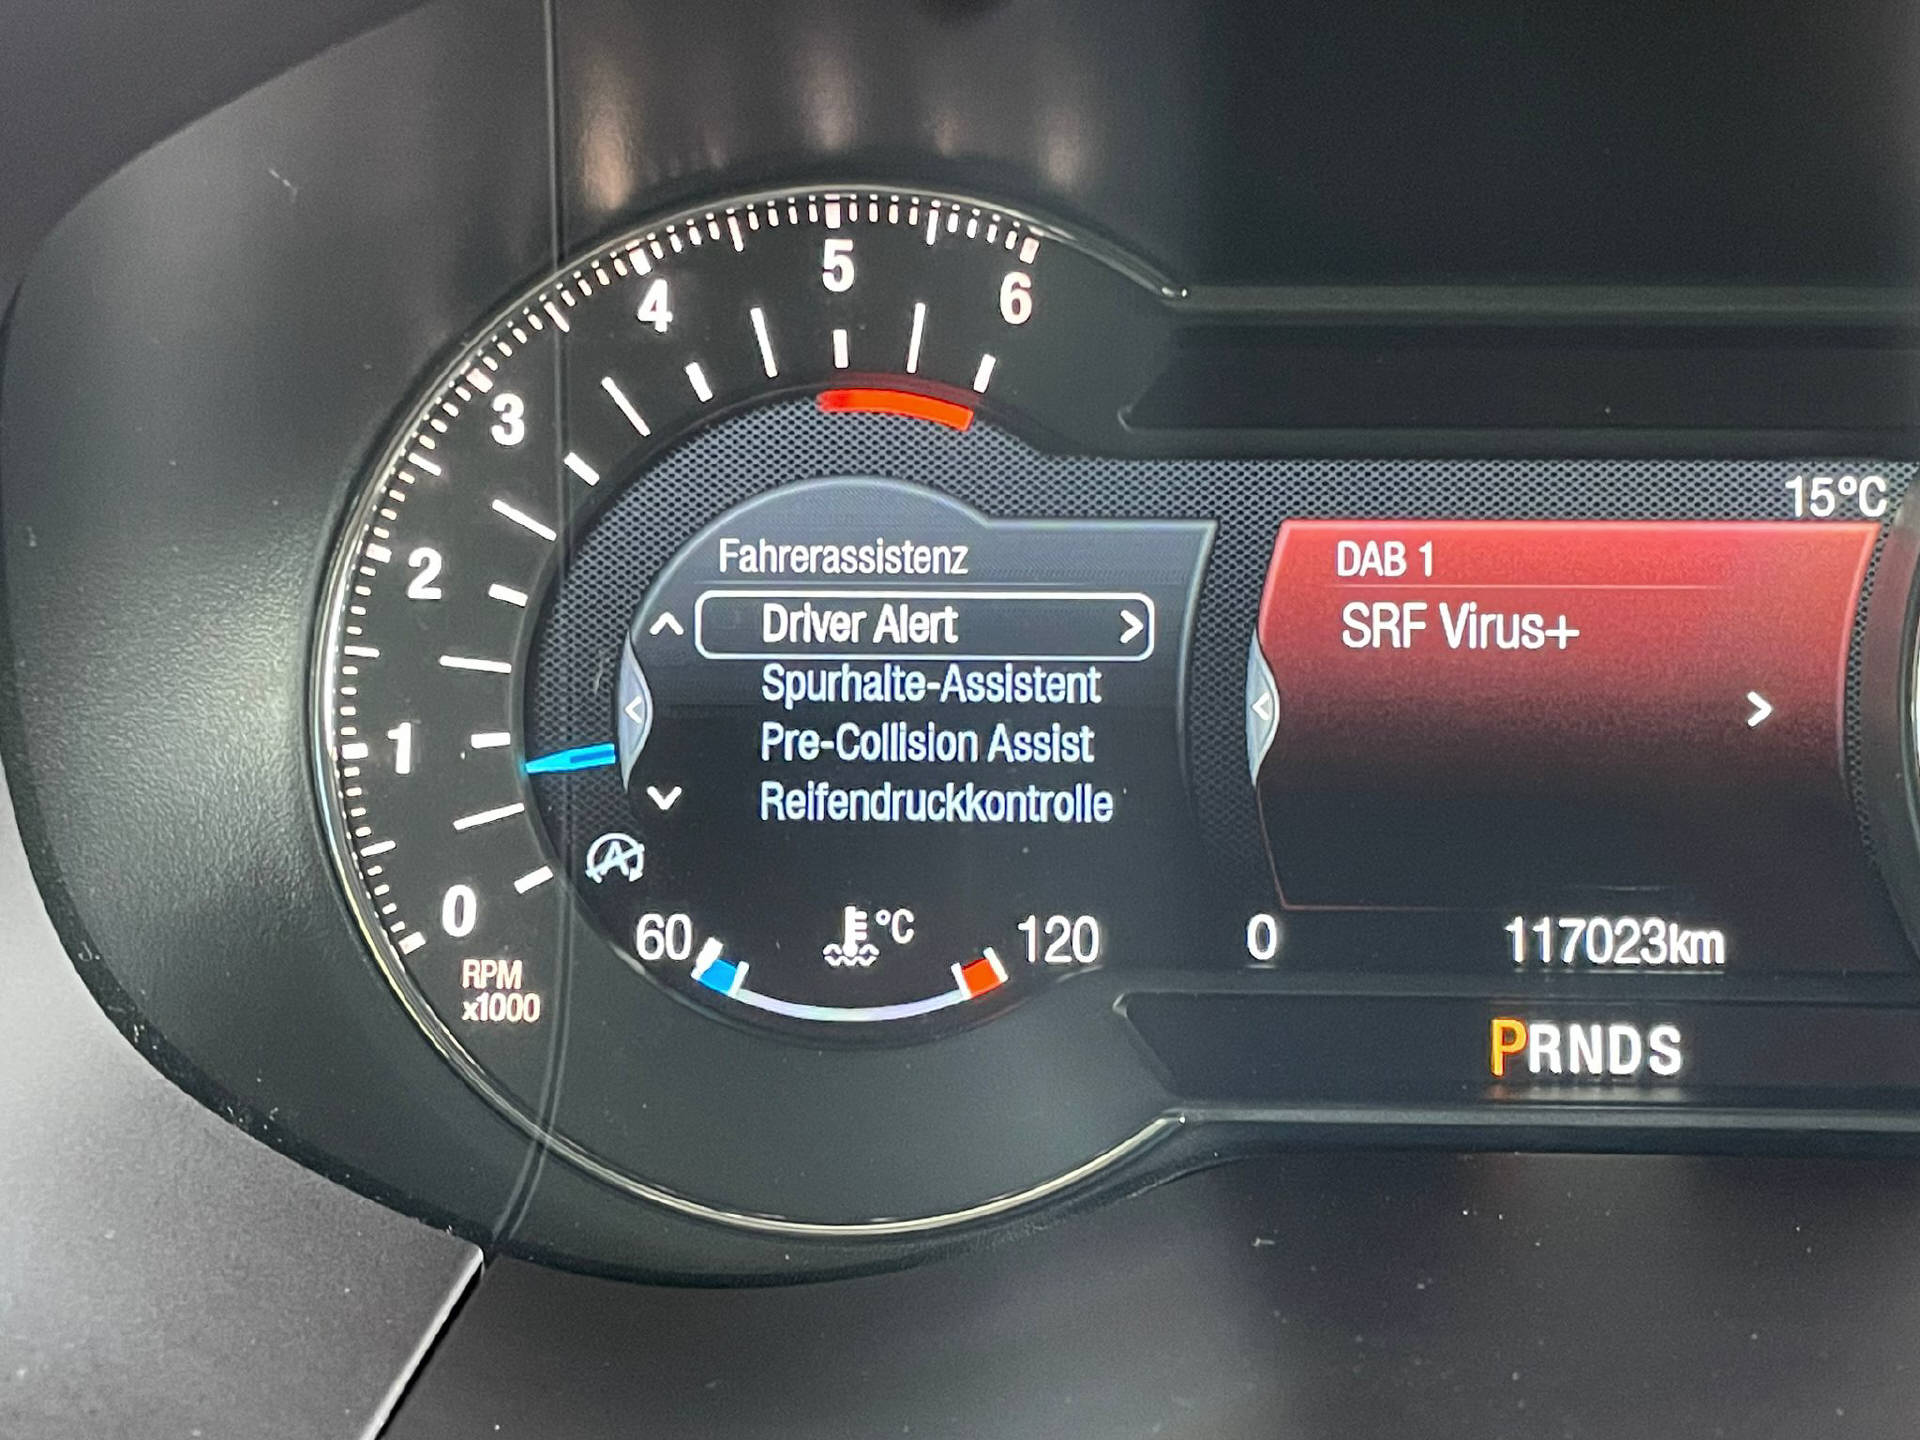 5
4
6
3
2
1
0
RPM
x1000
Fahrerassistenz
Driver Alert
Spurhalte-Assistent
Pre-Collision Assist
Reifendruckkontrolle
A
60
°C
120
15°C
DAB 1
SRF Virus+
0
117023km
PRNDS